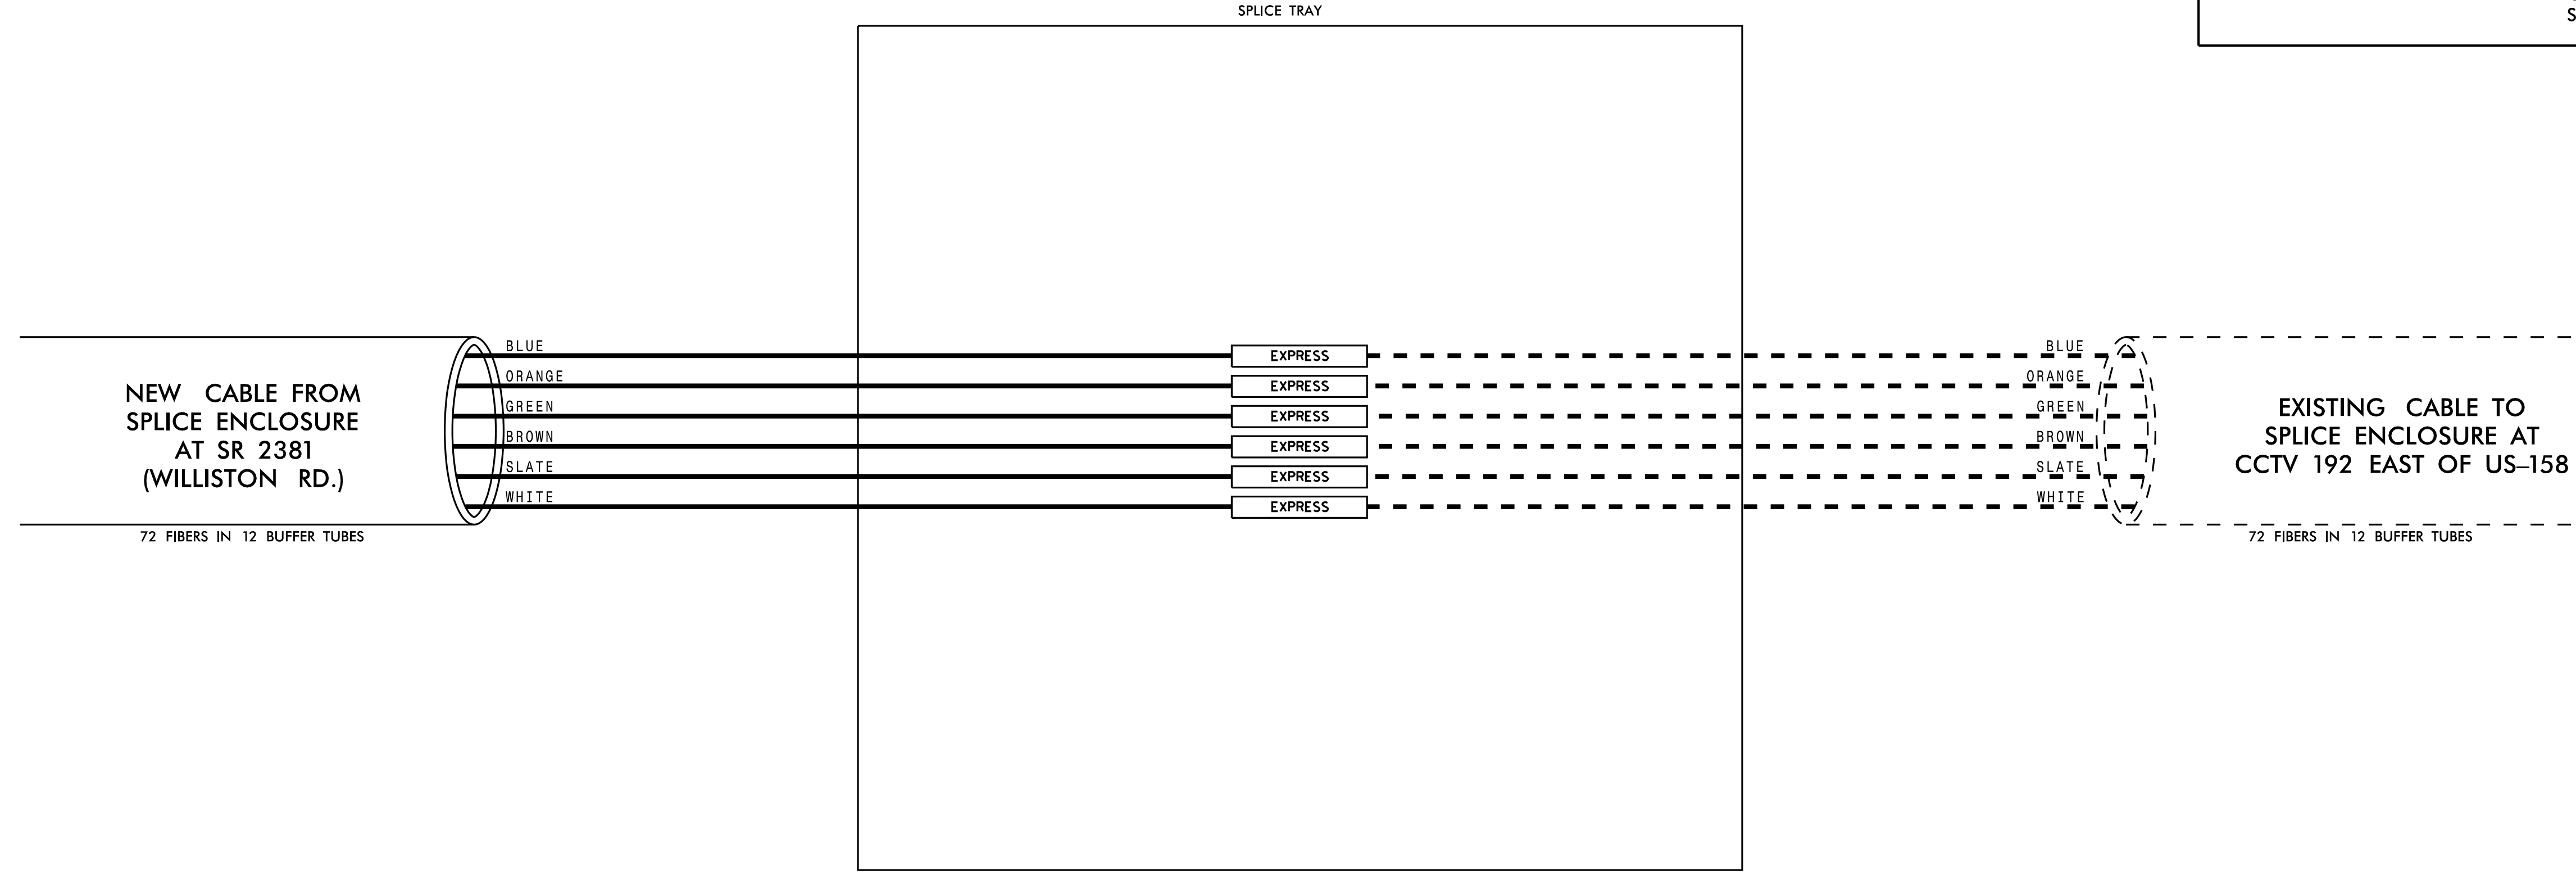 SPLICE TRAY
S
NEW CABLE FROM
SPLICE ENCLOSURE
AT SR 2381
(WILLISTON RD.)
72 FIBERS IN 12 BUFFER TUBES
BLUE
ORANGE
GREEN
BROWN
SLATE
WHITE
EXPRESS
EXPRESS
EXPRESS
EXPRESS
EXPRESS
EXPRESS
BLUE
ORANGE
GREEN
BROWN
SLATE
WHITE
EXISTING CABLE TO
SPLICE ENCLOSURE AT
CCTV 192 EAST OF US–158
72 FIBERS IN 12 BUFFER TUBES